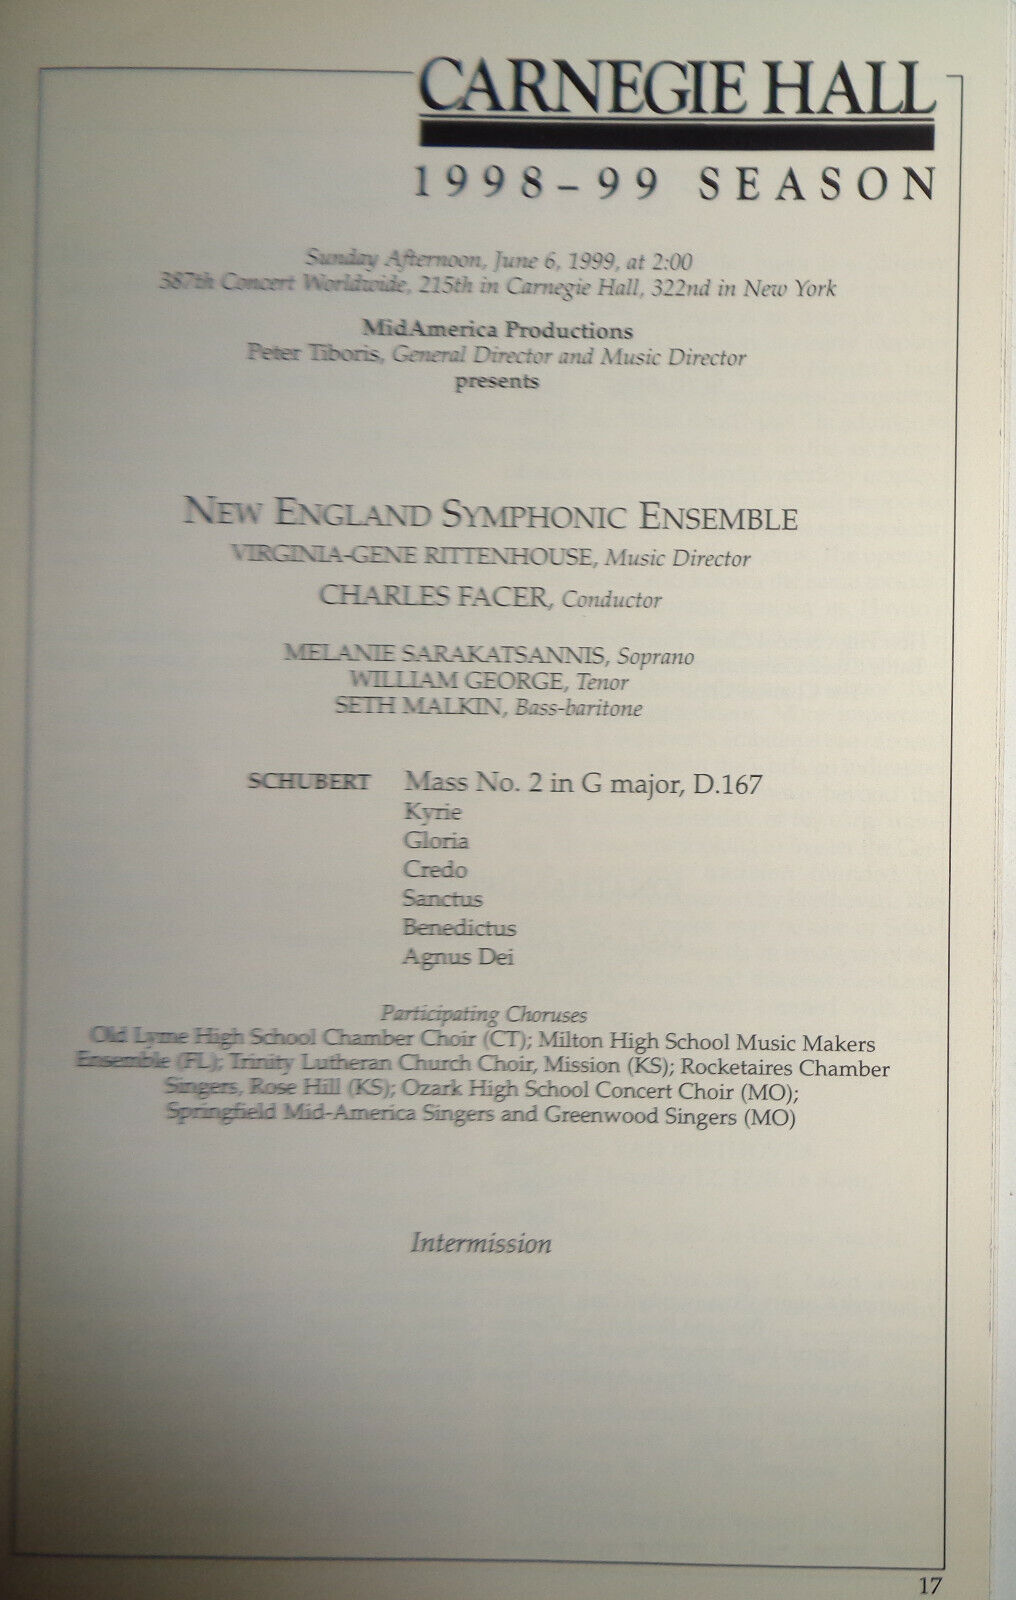 CARNEGIE HALL
1998–99 SEASON
Sunday Afternoon, June 6, 1999, at 2:00
387th Concert Worldwide, 215th in Carnegie Hall, 322nd in New York
MidAmerica Productions
Peter Tiboris, General Director and Music Director
presents
NEW ENGLAND SYMPHONIC ENSEMBLE
VIRGINIA-GENE RITTENHOUSE, Music Director
CHARLES FACER, Conductor
MELANIE SARAKATSANNIS, Soprano
WILLIAM GEORGE, Tenor
SETH MALKIN, Bass-baritone
SCHUBERT Mass No. 2 in G major, D.167
Kyrie
Gloria
Credo
Sanctus
Benedictus
Agnus Dei
Participating Choruses
Old Lyme High School Chamber Choir (CT); Milton High School Music Makers
Ensemble (FL); Trinity Lutheran Church Choir, Mission (KS); Rocketaires Chamber
Singers, Rose Hill (KS); Ozark High School Concert Choir (MO);
Springfield Mid-America Singers and Greenwood Singers (MO)
Intermission
17